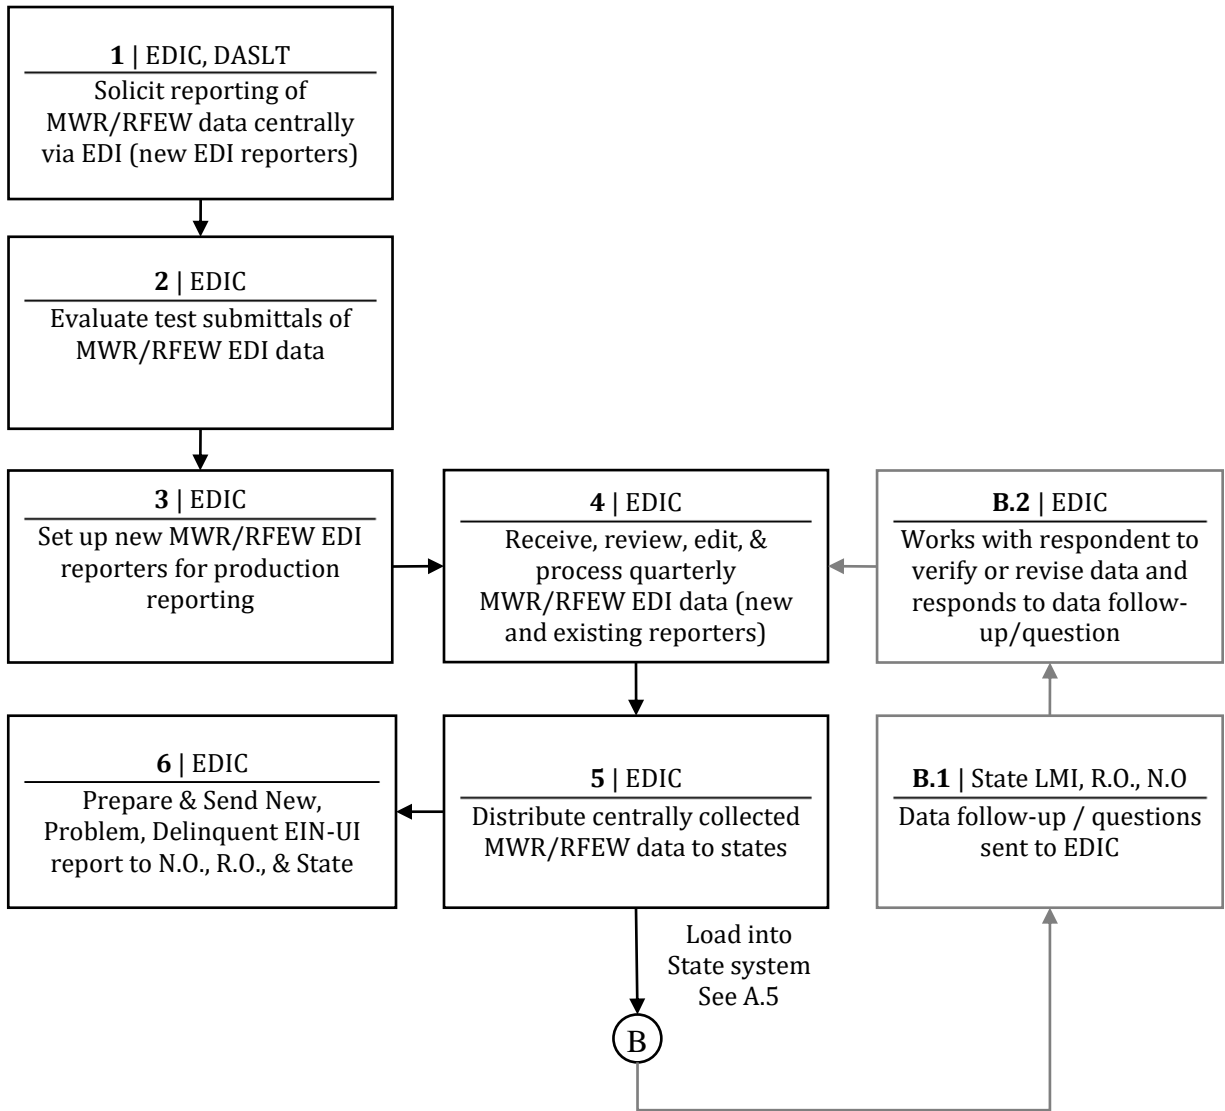 1 | EDIC, DASLT
Solicit reporting of
MWR/RFEW data centrally
via EDI (new EDI reporters)
2 | EDIC
Evaluate test submittals of
MWR/RFEW EDI data
3 | EDIC
Set up new MWR/RFEW EDI
reporters for production
reporting
4 | EDIC
Receive, review, edit, &
process quarterly
MWR/RFEW EDI data (new
and existing reporters)
B.2 | EDIC
Works with respondent to
verify or revise data and
responds to data follow-
up/question
6 | EDIC
Prepare & Send New,
Problem, Delinquent EIN-UI
report to N.O., R.O., & State
5 | EDIC
Distribute centrally collected
MWR/RFEW data to states
B.1 | State LMI, R.O., N.O
Data follow-up / questions
sent to EDIC
Load into
State system
See A.5
B